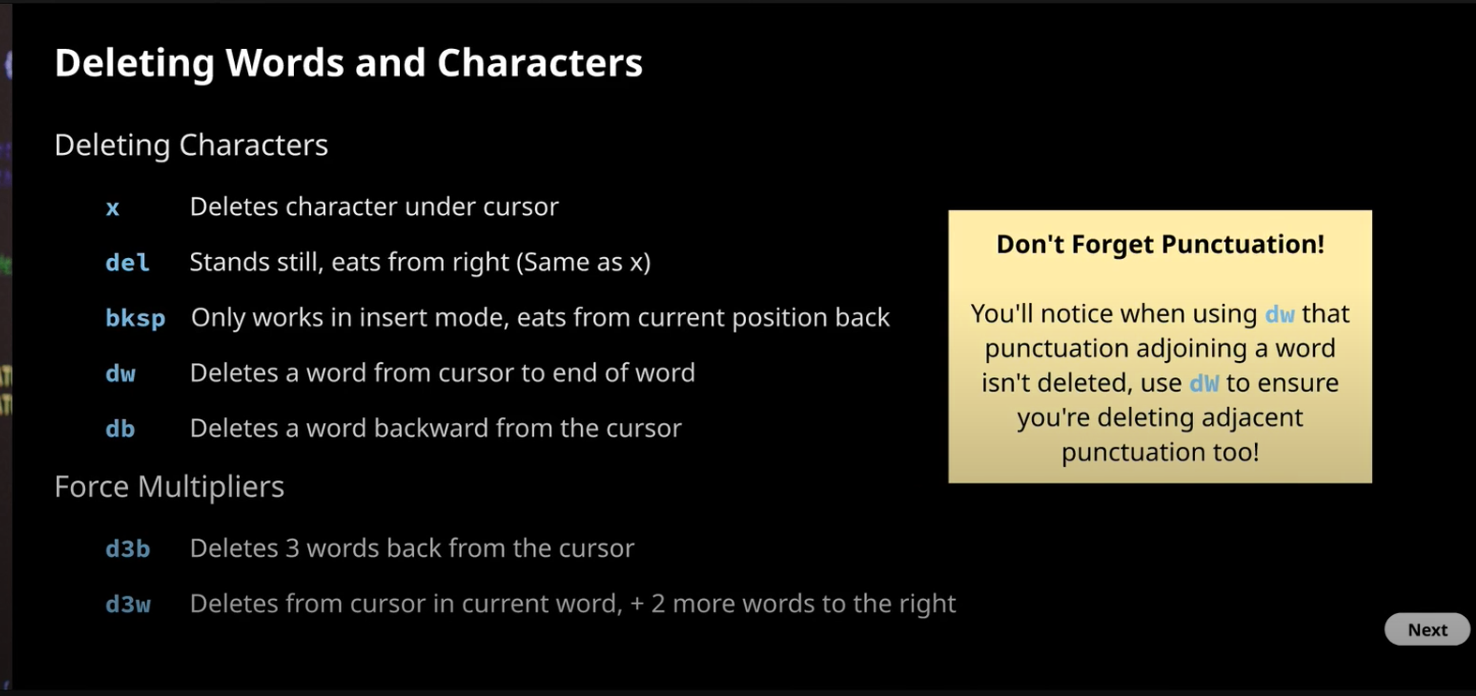 Deleting Words and Characters
Deleting Characters
x Deletes character under cursor
del Stands still, eats from right (Same as x)
bksp Only works in insert mode, eats from current position back
dw Deletes a word from cursor to end of word
db Deletes a word backward from the cursor
Force Multipliers
d3b Deletes 3 words back from the cursor
d3w Deletes from cursor in current word, + 2 more words to the right
Don't Forget Punctuation!
You'll notice when using dw that
punctuation adjoining a word
isn't deleted, use dW to ensure
you're deleting adjacent
punctuation too!
Next